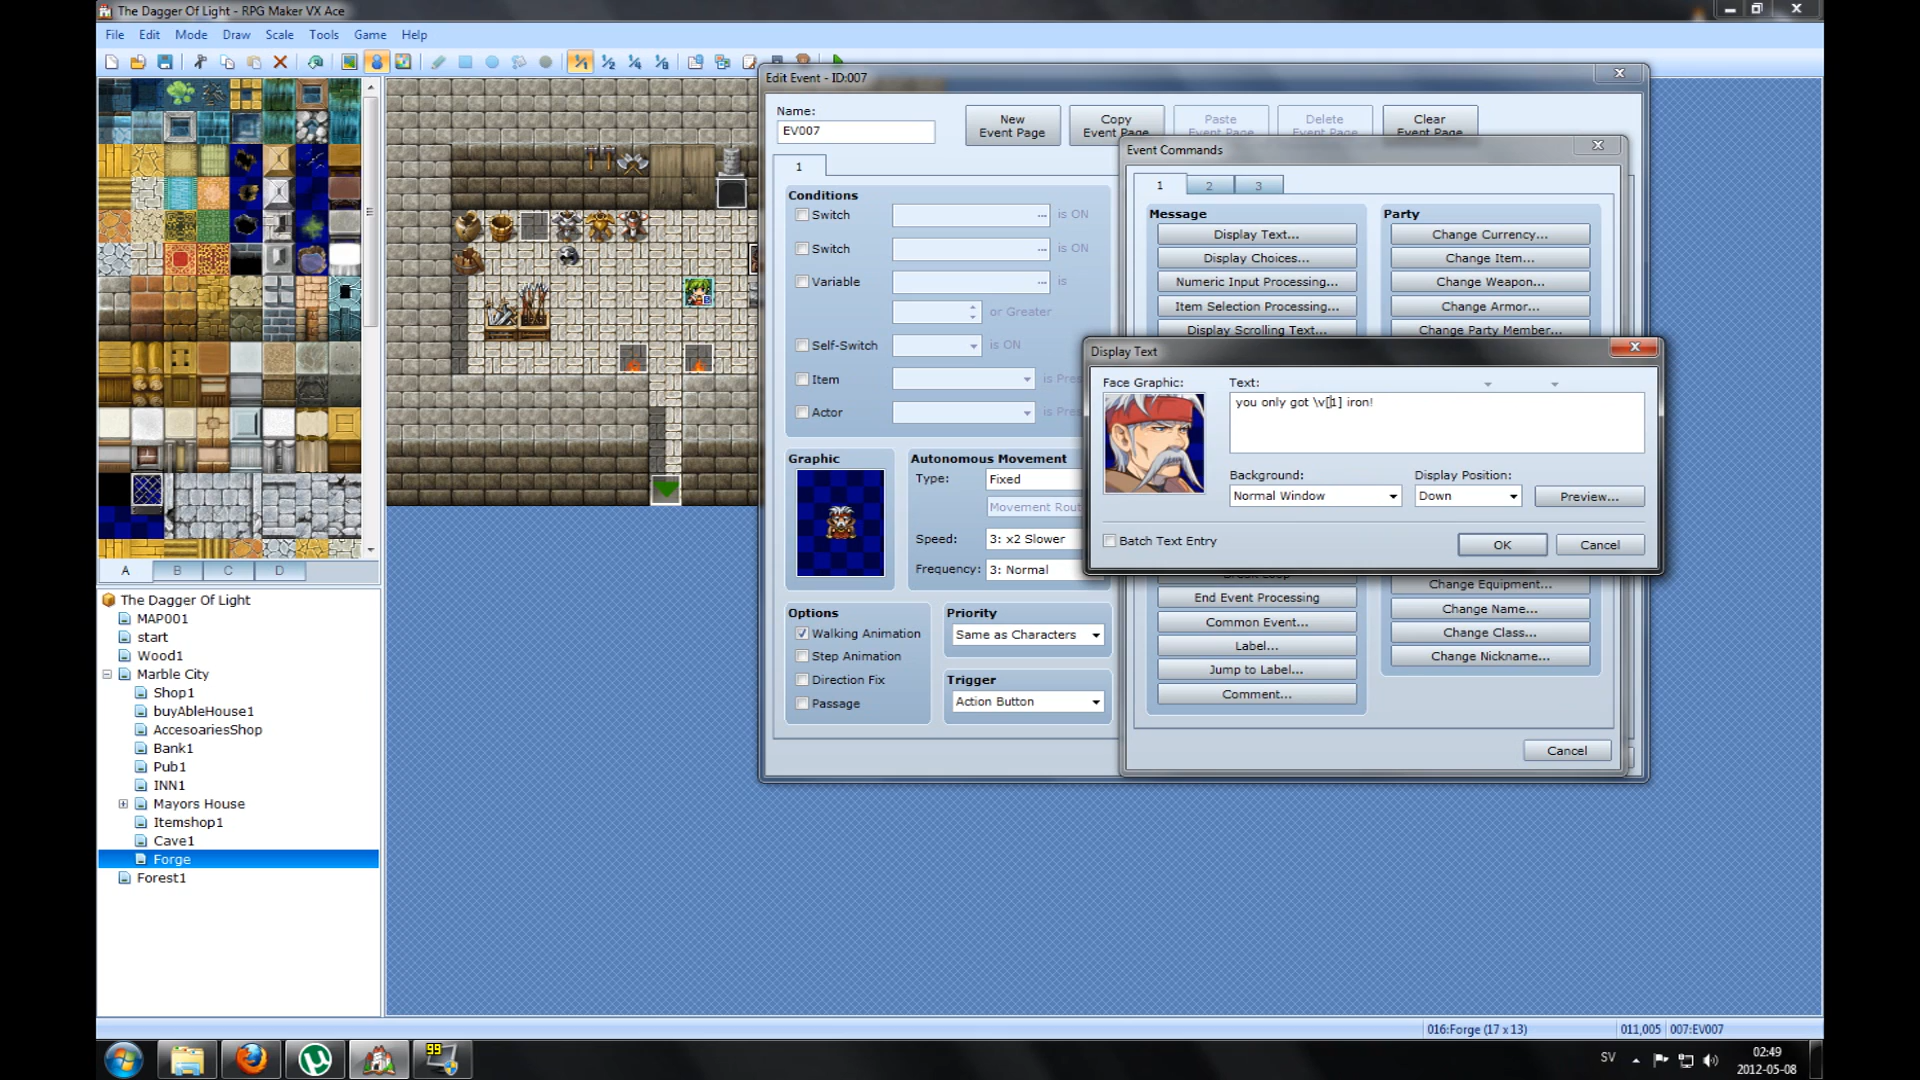 The Dagger Of Light - RPG Maker VX Ace
File Edit Mode Draw Scale Tools Game Help
Edit Event - ID:007
Name:
EV007
New Event Page
Copy Event Page
Paste Event Page
Delete Event Page
Clear Event Page
1
Conditions
Switch ... is ON
Switch ... is ON
Variable ... is
or Greater
Self-Switch is ON
Item is Pres
Actor
Graphic
Autonomous Movement
Type: Fixed
Movement Rout
Speed: 3: x2 Slower
Frequency: 3: Normal
Options
Walking Animation
Step Animation
Direction Fix
Passage
Priority
Same as Characters
Trigger
Action Button
Event Commands
1 2 3
Message
Display Text...
Display Choices...
Numeric Input Processing...
Item Selection Processing...
Display Scrolling Text...
Party
Change Currency...
Change Item...
Change Weapon...
Change Armor...
Change Party Member...
Display Text
Face Graphic:
Text:
you only got \v[1] iron!
Background:
Normal Window
Display Position:
Down
Preview...
Batch Text Entry
OK
Cancel
End Event Processing
Common Event...
Label...
Jump to Label...
Comment...
Change Equipment...
Change Name...
Change Class...
Change Nickname...
Cancel
A B C D
The Dagger Of Light
MAP001
start
Wood1
Marble City
Shop1
buyAbleHouse1
AccesoariesShop
Bank1
Pub1
INN1
Mayors House
Itemshop1
Cave1
Forge
Forest1
016:Forge (17 x 13)
011,005
007:EV007
99
SV
02:49
2012-05-08